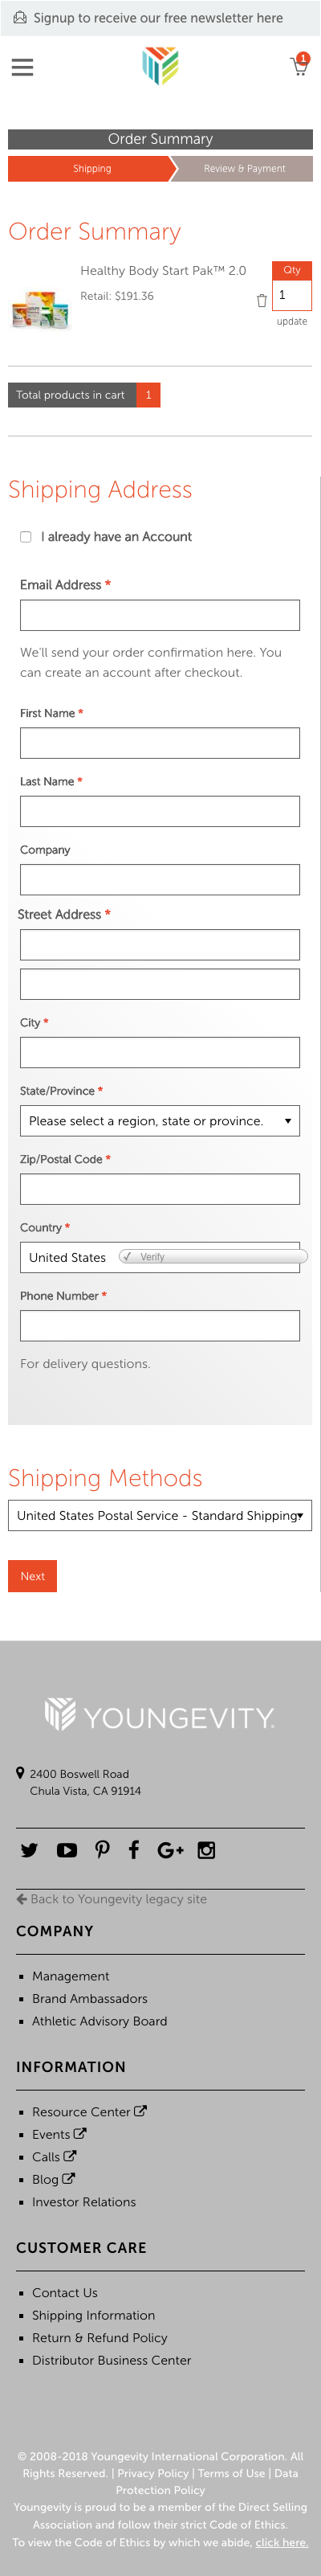 Signup to receive our free newsletter here
1
Order Summary
Shipping
Review & Payment
Order Summary
Healthy Body Start Pak™ 2.0
Qty
Retail: $191.36
1
update
Total products in cart 1
Shipping Address
I already have an Account
Email Address *
We'll send your order confirmation here. You
can create an account after checkout.
First Name *
Last Name *
Company
Street Address *
City *
State/Province *
Please select a region, state or province.
Zip/Postal Code *
Country *
United States
Verify
Phone Number *
For delivery questions.
Shipping Methods
United States Postal Service - Standard Shipping:
Next
YOUNGEVITY.
2400 Boswell Road
Chula Vista, CA 91914
Back to Youngevity legacy site
COMPANY
Management
Brand Ambassadors
Athletic Advisory Board
INFORMATION
Resource Center
Events
Calls
Blog
Investor Relations
CUSTOMER CARE
Contact Us
Shipping Information
Return & Refund Policy
Distributor Business Center
© 2008-2018 Youngevity International Corporation. All
Rights Reserved. | Privacy Policy | Terms of Use | Data
Protection Policy
Youngevity is proud to be a member of the Direct Selling
Association and follow their strict Code of Ethics.
To view the Code of Ethics by which we abide, click here.